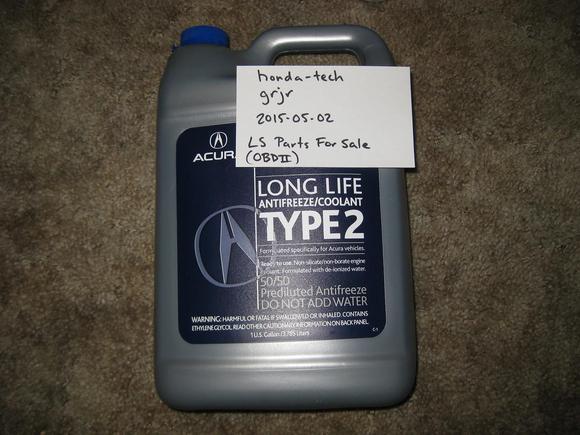 honda-tech
grjr
2015-05-02
LS Parts For Sale
(OBDII)
ACURA
LONG LIFE
ANTIFREEZE/COOLANT
TYPE 2
Formulated specifically for Acura vehicles.
Ready to use. Non-silicate/non-borate engine
coolant. Formulated with de-ionized water.
50/50
Prediluted Antifreeze
DO NOT ADD WATER
WARNING: HARMFUL OR FATAL IF SWALLOWED OR INHALED. CONTAINS
ETHYLENE GLYCOL. READ OTHER CAUTIONARY INFORMATION ON BACK PANEL.
1 U.S. Gallon/3.785 Liters
C-1